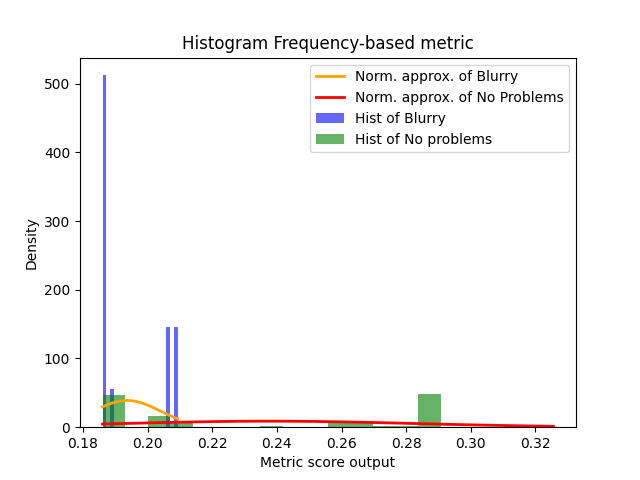 Histogram Frequency-based metric
Norm. approx. of Blurry
Norm. approx. of No Problems
Hist of Blurry
Hist of No problems
Density
500
400
300
200
100
0
0.18 0.20 0.22 0.24 0.26 0.28 0.30 0.32
Metric score output